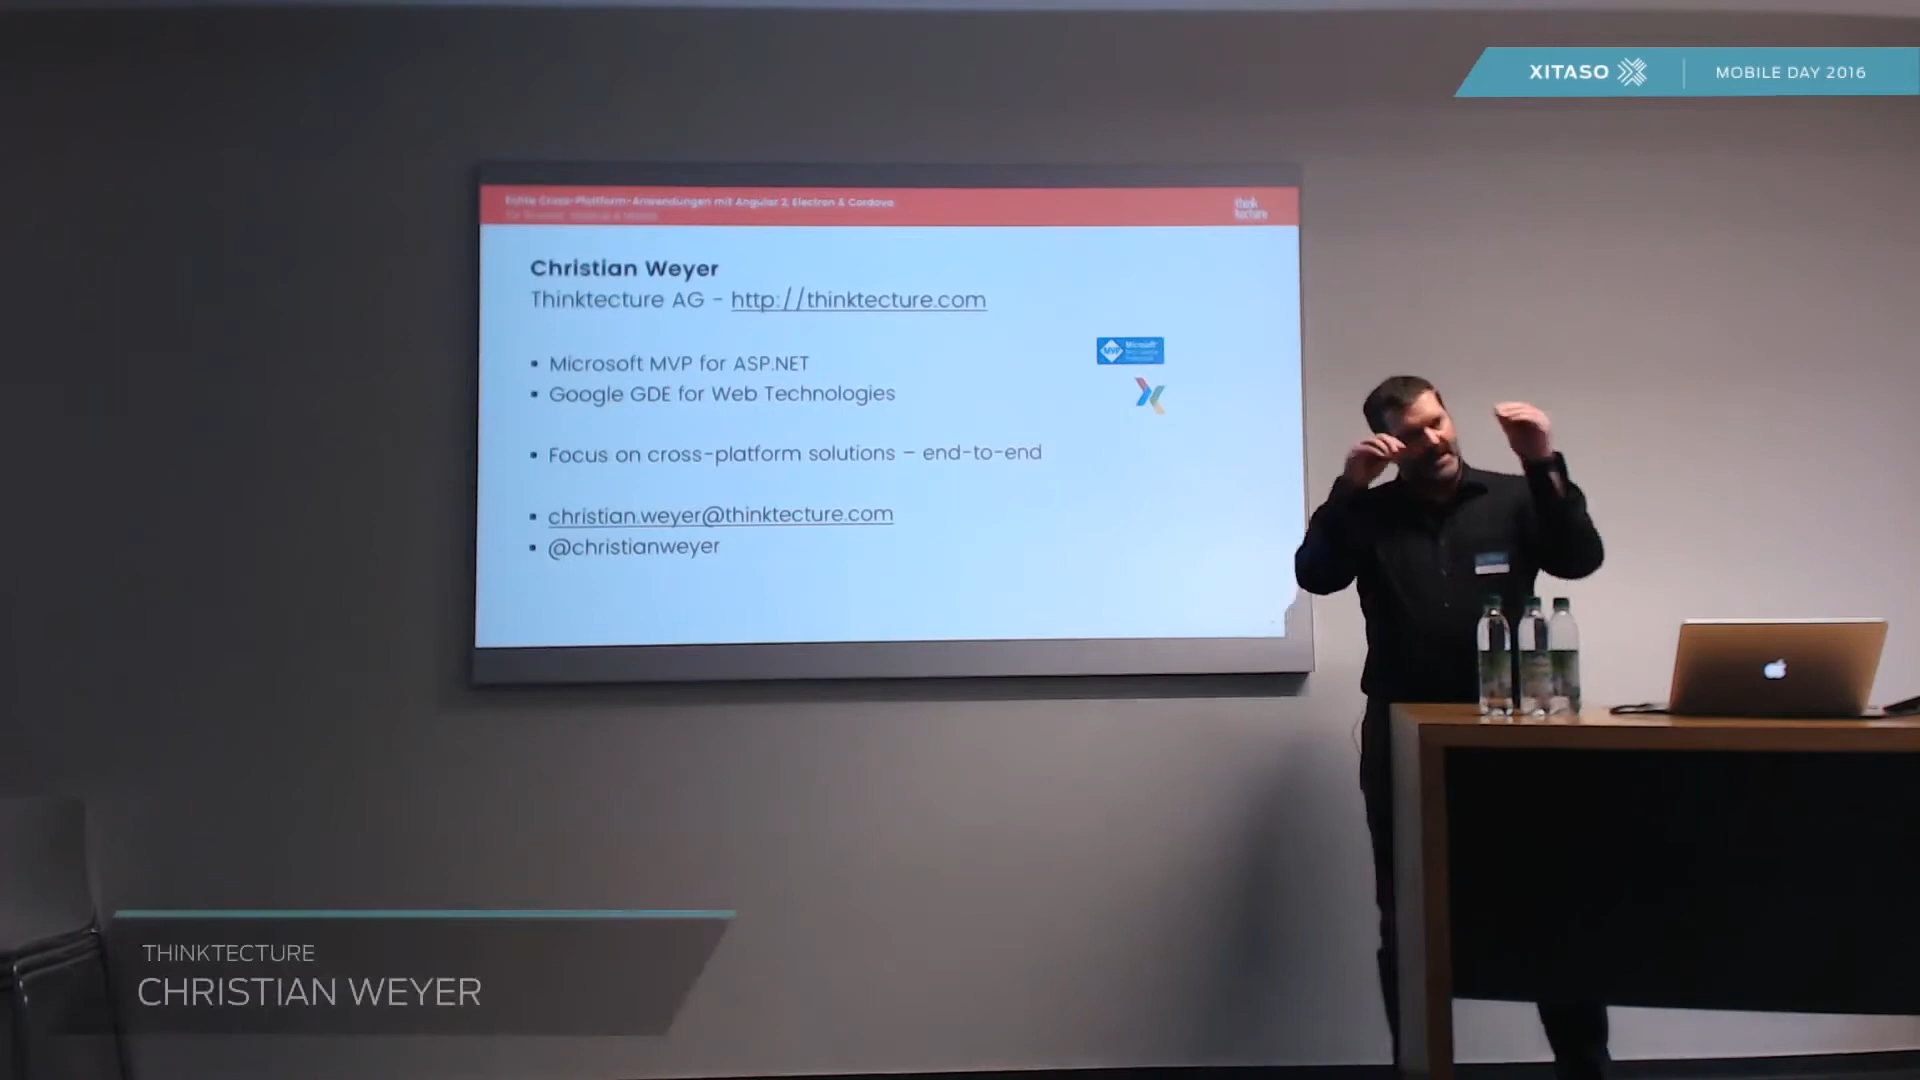 XITASO
MOBILE DAY 2016
Echte Cross-Plattform-Anwendungen mit Angular 2, Electron & Cordova
think
tecture
Christian Weyer
Thinktecture AG – http://thinktecture.com
Microsoft
MVP
▪ Microsoft MVP for ASP.NET
▪ Google GDE for Web Technologies
▪ Focus on cross-platform solutions – end-to-end
▪ christian.weyer@thinktecture.com
▪ @christianweyer
THINKTECTURE
CHRISTIAN WEYER